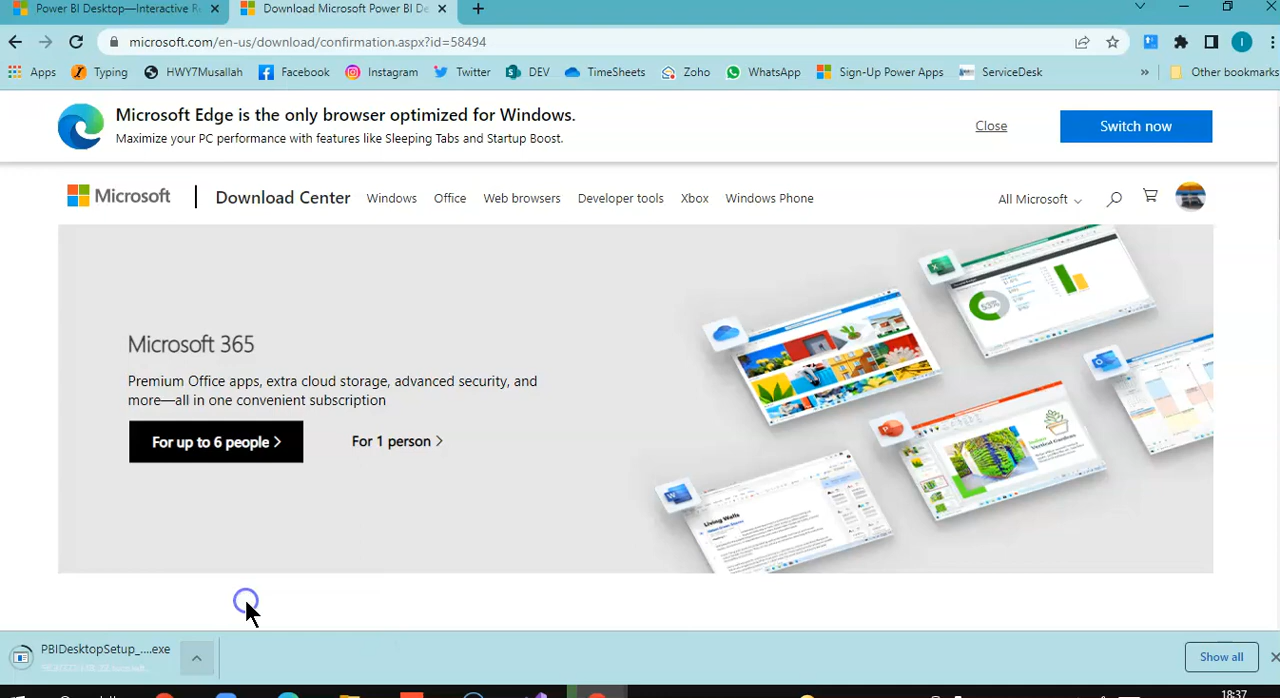 Power BI Desktop—Interactive R
Download Microsoft Power BI De
microsoft.com/en-us/download/confirmation.aspx?id=58494
Apps
Typing
HWY7Musallah
Facebook
Instagram
Twitter
DEV
TimeSheets
Zoho
WhatsApp
Sign-Up Power Apps
ServiceDesk
»
Other bookmarks
Microsoft Edge is the only browser optimized for Windows.
Maximize your PC performance with features like Sleeping Tabs and Startup Boost.
Close
Switch now
Microsoft
Download Center
Windows
Office
Web browsers
Developer tools
Xbox
Windows Phone
All Microsoft
Microsoft 365
Premium Office apps, extra cloud storage, advanced security, and
more—all in one convenient subscription
For up to 6 people >
For 1 person >
Living Walls
PBIDesktopSetup_....exe
Show all
18:37